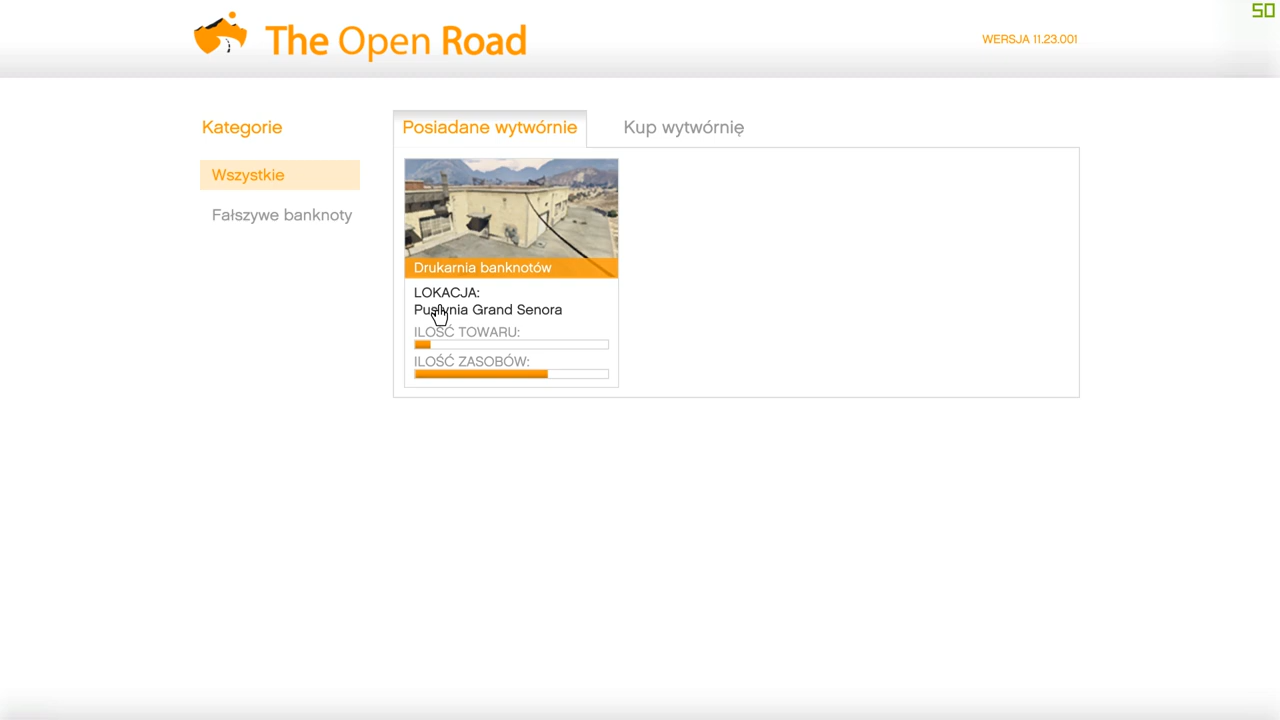 The Open Road
50
WERSJA 11.23.001
Kategorie
Wszystkie
Fałszywe banknoty
Posiadane wytwórnie
Kup wytwórnię
Drukarnia banknotów
LOKACJA:
Pustynia Grand Senora
ILOŚĆ TOWARU:
ILOŚĆ ZASOBÓW: